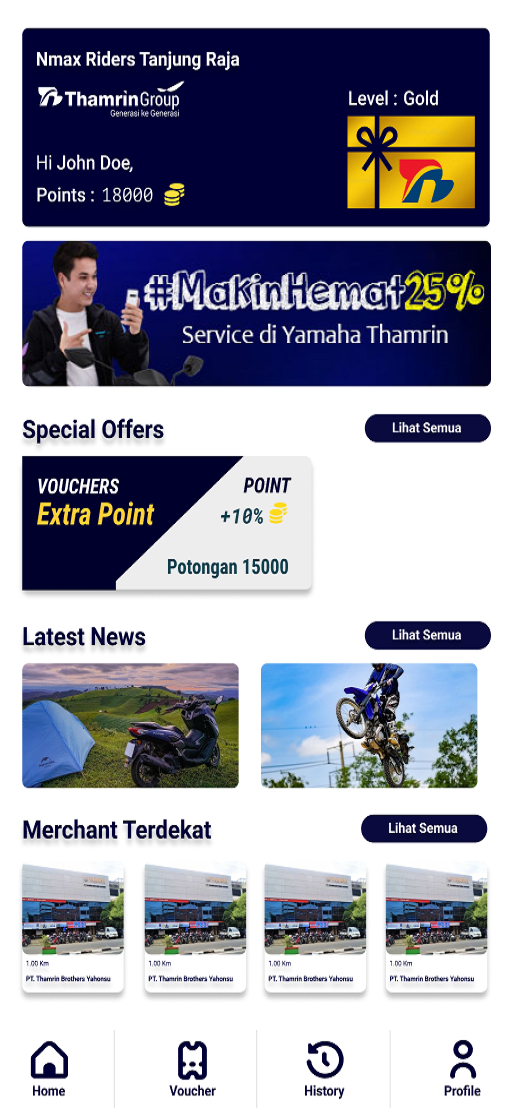 Nmax Riders Tanjung Raja
ThamrinGroup
Generasi ke Generasi
Level : Gold
Hi John Doe,
Points : 18000
#MakinHemat25%
Service di Yamaha Thamrin
Special Offers
Lihat Semua
VOUCHERS
POINT
Extra Point
+10%
Potongan 15000
Latest News
Lihat Semua
Merchant Terdekat
Lihat Semua
1.00 Km
PT. Thamrin Brothers Yahonsu
1.00 Km
PT. Thamrin Brothers Yahonsu
1.00 Km
PT. Thamrin Brothers Yahonsu
1.00 Km
PT. Thamrin Brothers Yahonsu
Home
Voucher
History
Profile